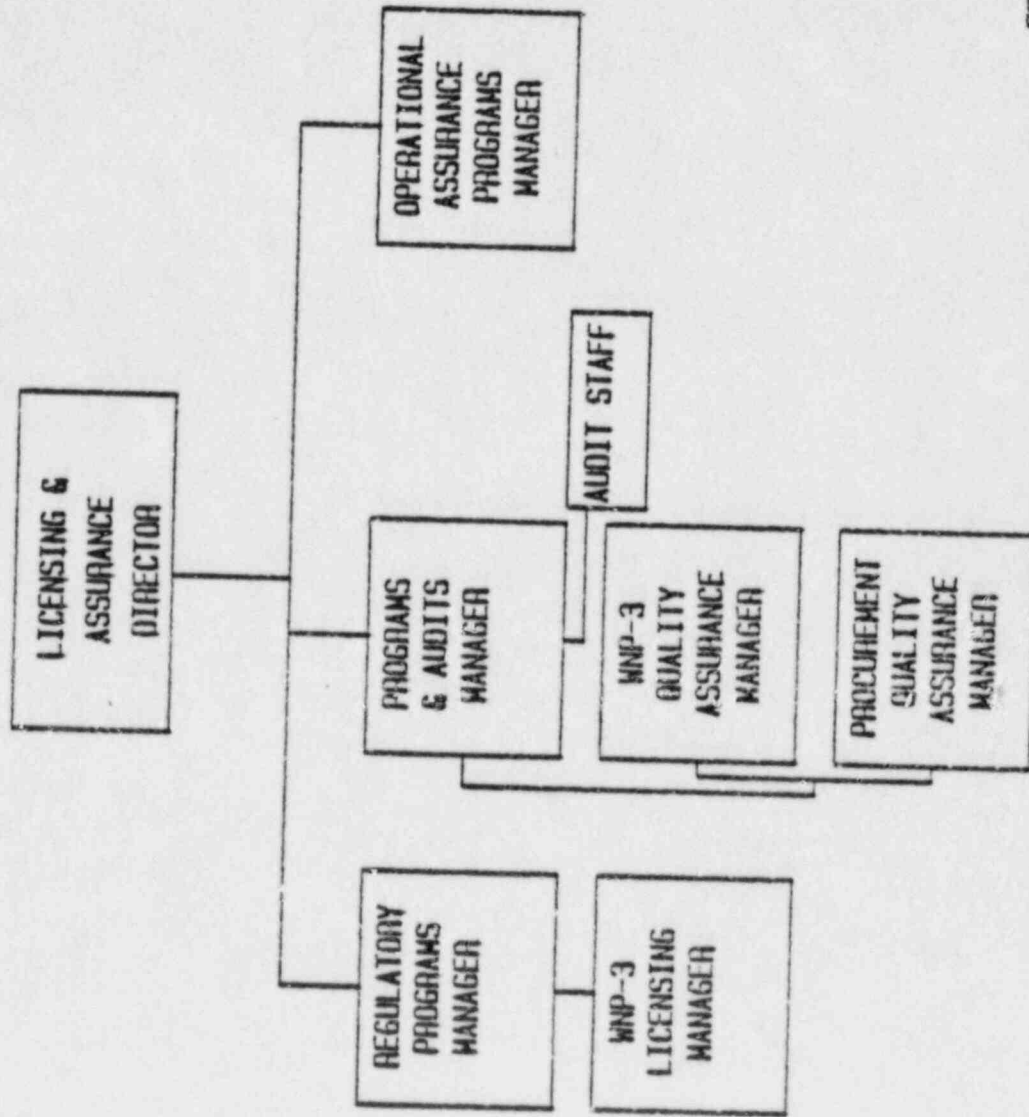 LICENSING &
ASSURANCE
DIRECTOR
REGULATORY
PROGRAMS
MANAGER
WNP-3
LICENSING
MANAGER
PROGRAMS
& AUDITS
MANAGER
AUDIT STAFF
WNP-3
QUALITY
ASSURANCE
MANAGER
PROCUREMENT
QUALITY
ASSURANCE
MANAGER
OPERATIONAL
ASSURANCE
PROGRAMS
MANAGER